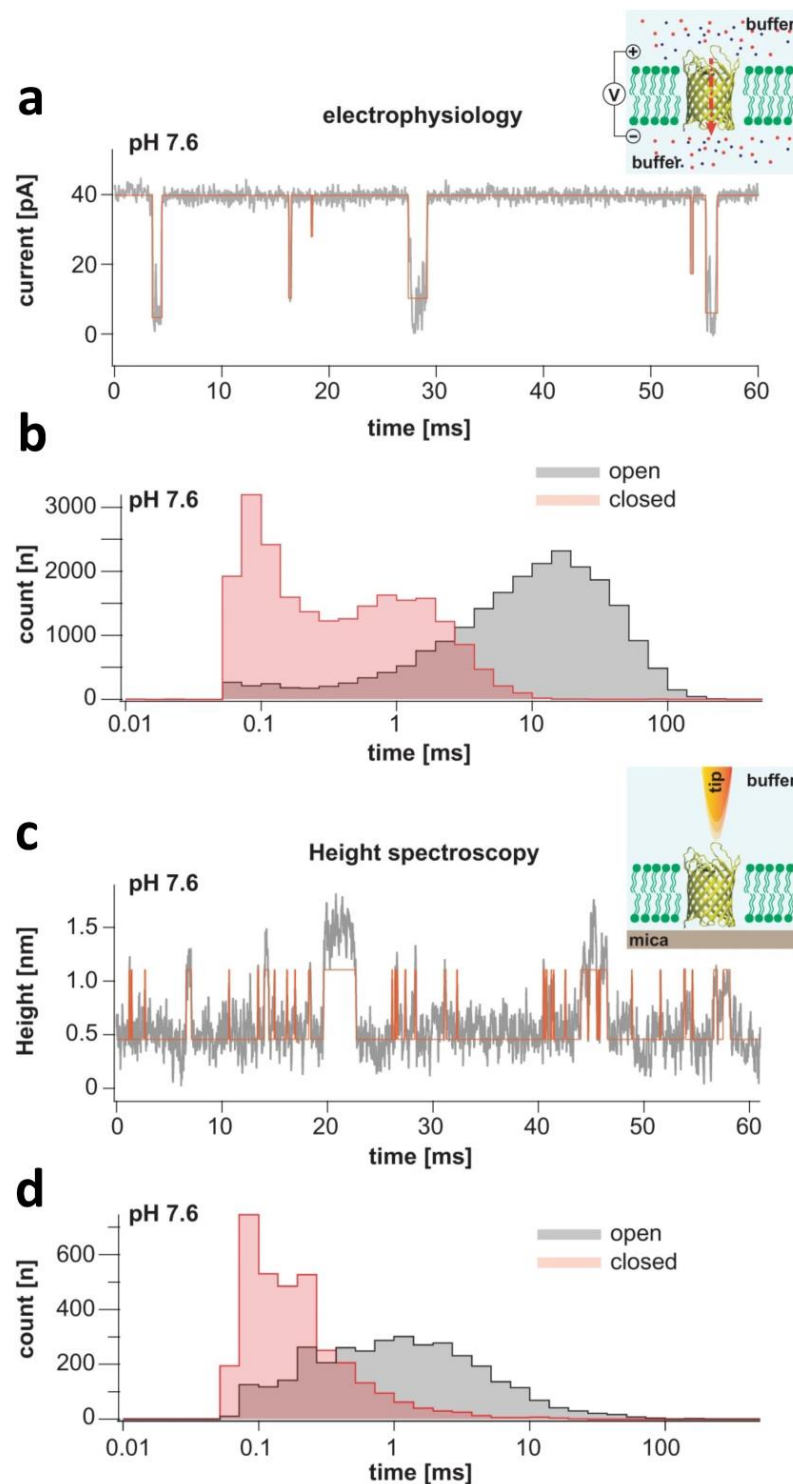 a
electrophysiology
buffer
+
V
−
buffer
pH 7.6
current [pA]
40
20
0
0 10 20 30 40 50 60
time [ms]
b
pH 7.6
open
closed
count [n]
3000
2000
1000
0
0.01 0.1 1 10 100
time [ms]
c
Height spectroscopy
tip
buffer
mica
pH 7.6
Height [nm]
1.5
1.0
0.5
0
0 10 20 30 40 50 60
time [ms]
d
pH 7.6
open
closed
count [n]
600
400
200
0
0.01 0.1 1 10 100
time [ms]